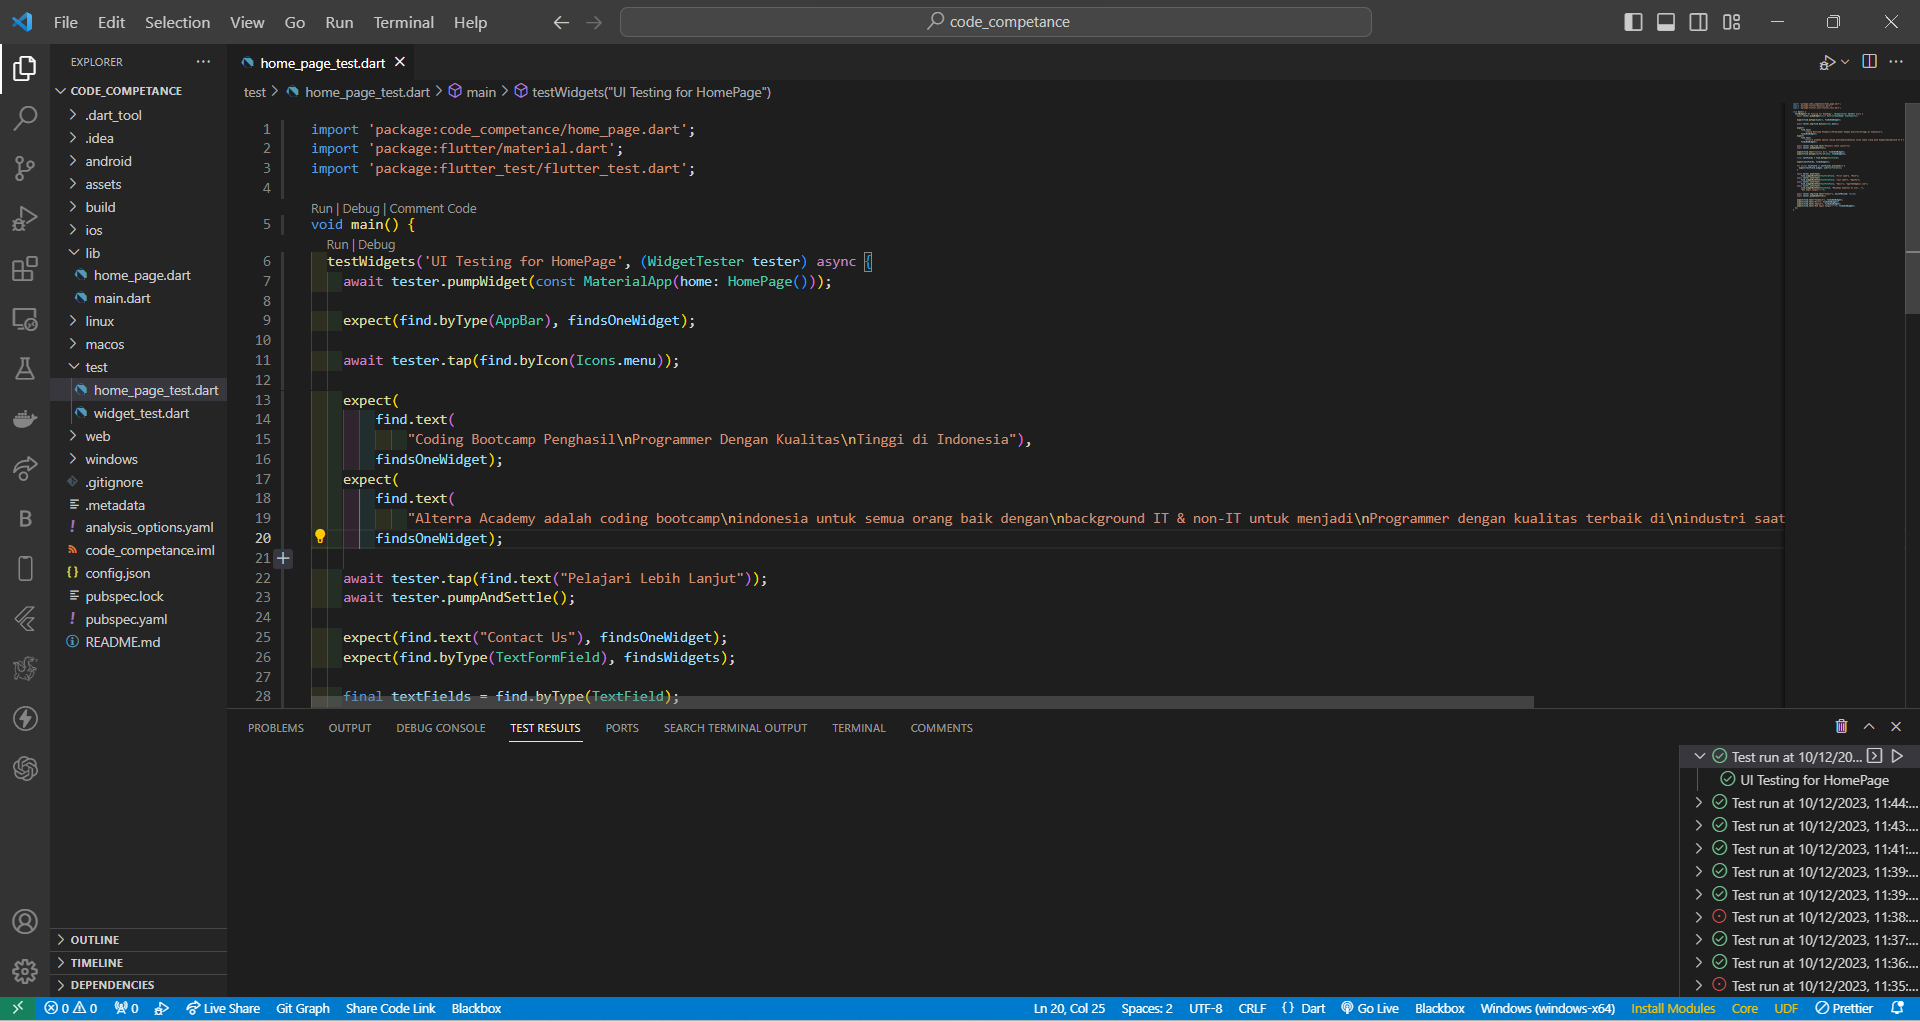 File Edit Selection View Go Run Terminal Help
code_competance
EXPLORER
CODE_COMPETANCE
.dart_tool
.idea
android
assets
build
ios
lib
home_page.dart
main.dart
linux
macos
test
home_page_test.dart
widget_test.dart
web
windows
.gitignore
.metadata
analysis_options.yaml
code_competance.iml
config.json
pubspec.lock
pubspec.yaml
README.md
OUTLINE
TIMELINE
DEPENDENCIES
home_page_test.dart
test > home_page_test.dart > main > testWidgets("UI Testing for HomePage")
1 import 'package:code_competance/home_page.dart';
2 import 'package:flutter/material.dart';
3 import 'package:flutter_test/flutter_test.dart';
4
Run | Debug | Comment Code
5 void main() {
Run | Debug
6 testWidgets('UI Testing for HomePage', (WidgetTester tester) async {
7 await tester.pumpWidget(const MaterialApp(home: HomePage()));
8
9 expect(find.byType(AppBar), findsOneWidget);
10
11 await tester.tap(find.byIcon(Icons.menu));
12
13 expect(
14 find.text(
15 "Coding Bootcamp Penghasil\nProgrammer Dengan Kualitas\nTinggi di Indonesia"),
16 findsOneWidget);
17 expect(
18 find.text(
19 "Alterra Academy adalah coding bootcamp\nindonesia untuk semua orang baik dengan\nbackground IT & non-IT untuk menjadi\nProgrammer dengan kualitas terbaik di\nindustri saat
20 findsOneWidget);
21
22 await tester.tap(find.text("Pelajari Lebih Lanjut"));
23 await tester.pumpAndSettle();
24
25 expect(find.text("Contact Us"), findsOneWidget);
26 expect(find.byType(TextFormField), findsWidgets);
27
28 final textFields = find.byType(TextField);
PROBLEMS OUTPUT DEBUG CONSOLE TEST RESULTS PORTS SEARCH TERMINAL OUTPUT TERMINAL COMMENTS
Test run at 10/12/20...
UI Testing for HomePage
Test run at 10/12/2023, 11:44:...
Test run at 10/12/2023, 11:43:...
Test run at 10/12/2023, 11:41:...
Test run at 10/12/2023, 11:39:...
Test run at 10/12/2023, 11:39:...
Test run at 10/12/2023, 11:38:...
Test run at 10/12/2023, 11:37:...
Test run at 10/12/2023, 11:36:...
Test run at 10/12/2023, 11:35:...
0 0 0 Live Share Git Graph Share Code Link Blackbox Ln 20, Col 25 Spaces: 2 UTF-8 CRLF {} Dart Go Live Blackbox Windows (windows-x64) Install Modules Core UDF Prettier